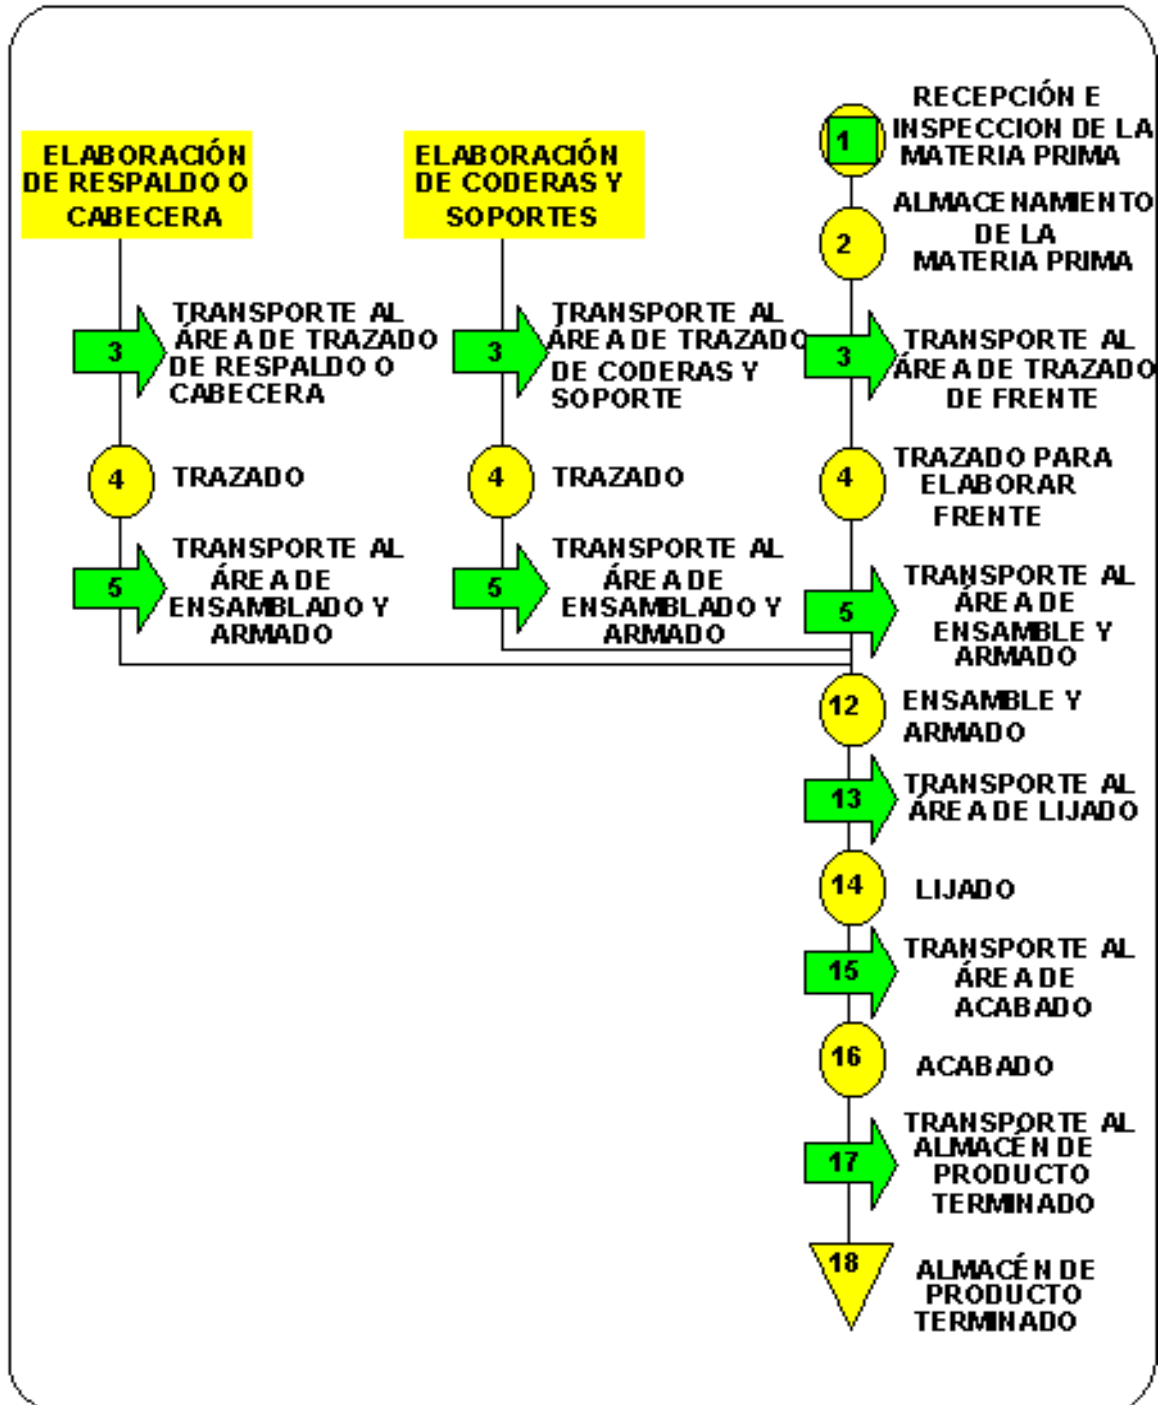 ELABORACIÓN
DE RESPALDO O
CABECERA
3
TRANSPORTE AL
ÁREA DE TRAZADO
DE RESPALDO O
CABECERA
4
TRAZADO
5
TRANSPORTE AL
ÁREA DE
ENSAMBLADO Y
ARMADO
ELABORACIÓN
DE CODERAS Y
SOPORTES
3
TRANSPORTE AL
ÁREA DE TRAZADO
DE CODERAS Y
SOPORTE
4
TRAZADO
5
TRANSPORTE AL
ÁREA DE
ENSAMBLADO Y
ARMADO
1
RECEPCIÓN E
INSPECCION DE LA
MATERIA PRIMA
2
ALMACENAMIENTO
DE LA
MATERIA PRIMA
3
TRANSPORTE AL
ÁREA DE TRAZADO
DE FRENTE
4
TRAZADO PARA
ELABORAR
FRENTE
5
TRANSPORTE AL
ÁREA DE
ENSAMBLE Y
ARMADO
12
ENSAMBLE Y
ARMADO
13
TRANSPORTE AL
ÁREA DE LIJADO
14
LIJADO
15
TRANSPORTE AL
ÁREA DE
ACABADO
16
ACABADO
17
TRANSPORTE AL
ALMACÉN DE
PRODUCTO
TERMINADO
18
ALMACÉN DE
PRODUCTO
TERMINADO